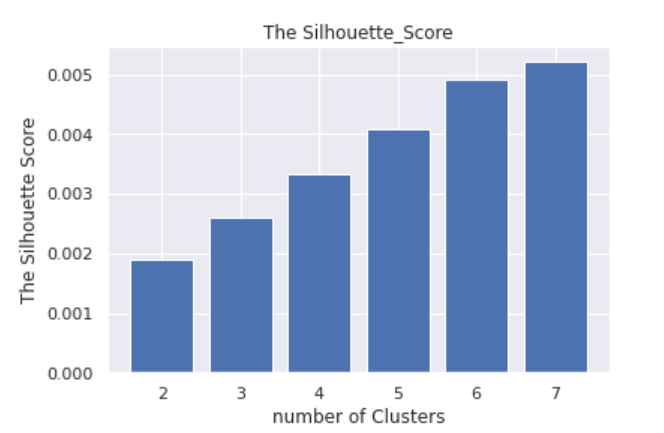 The Silhouette_Score
The Silhouette Score
0.005
0.004
0.003
0.002
0.001
0.000
2 3 4 5 6 7
number of Clusters